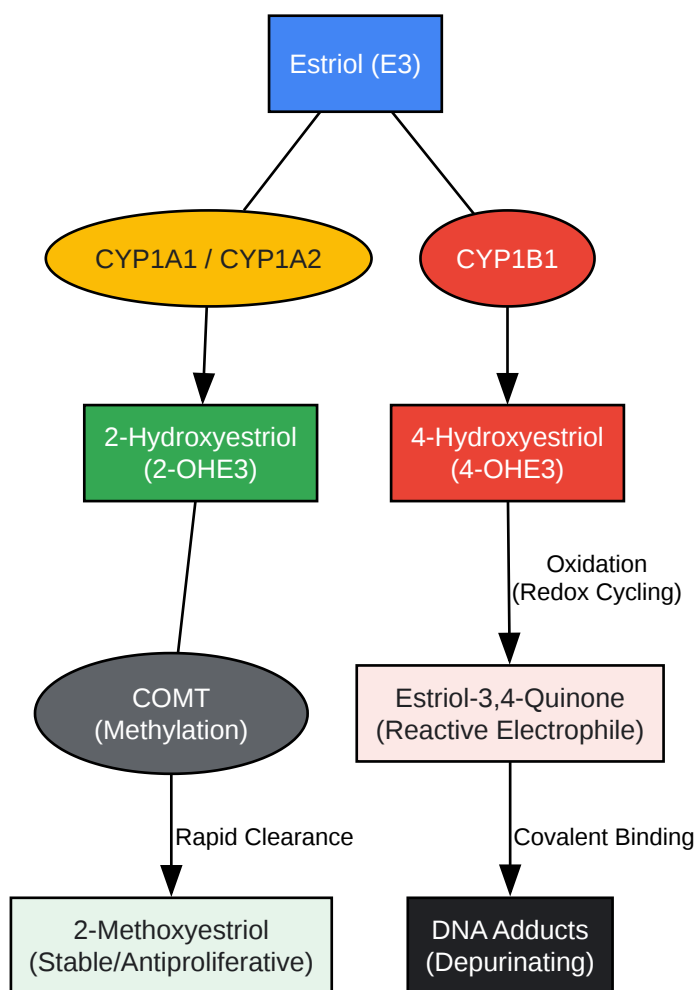 Estriol (E3)
CYP1A1 / CYP1A2
CYP1B1
2-Hydroxyestriol
(2-OHE3)
4-Hydroxyestriol
(4-OHE3)
Oxidation
(Redox Cycling)
COMT
(Methylation)
Estriol-3,4-Quinone
(Reactive Electrophile)
Rapid Clearance
Covalent Binding
2-Methoxyestriol
(Stable/Antiproliferative)
DNA Adducts
(Depurinating)